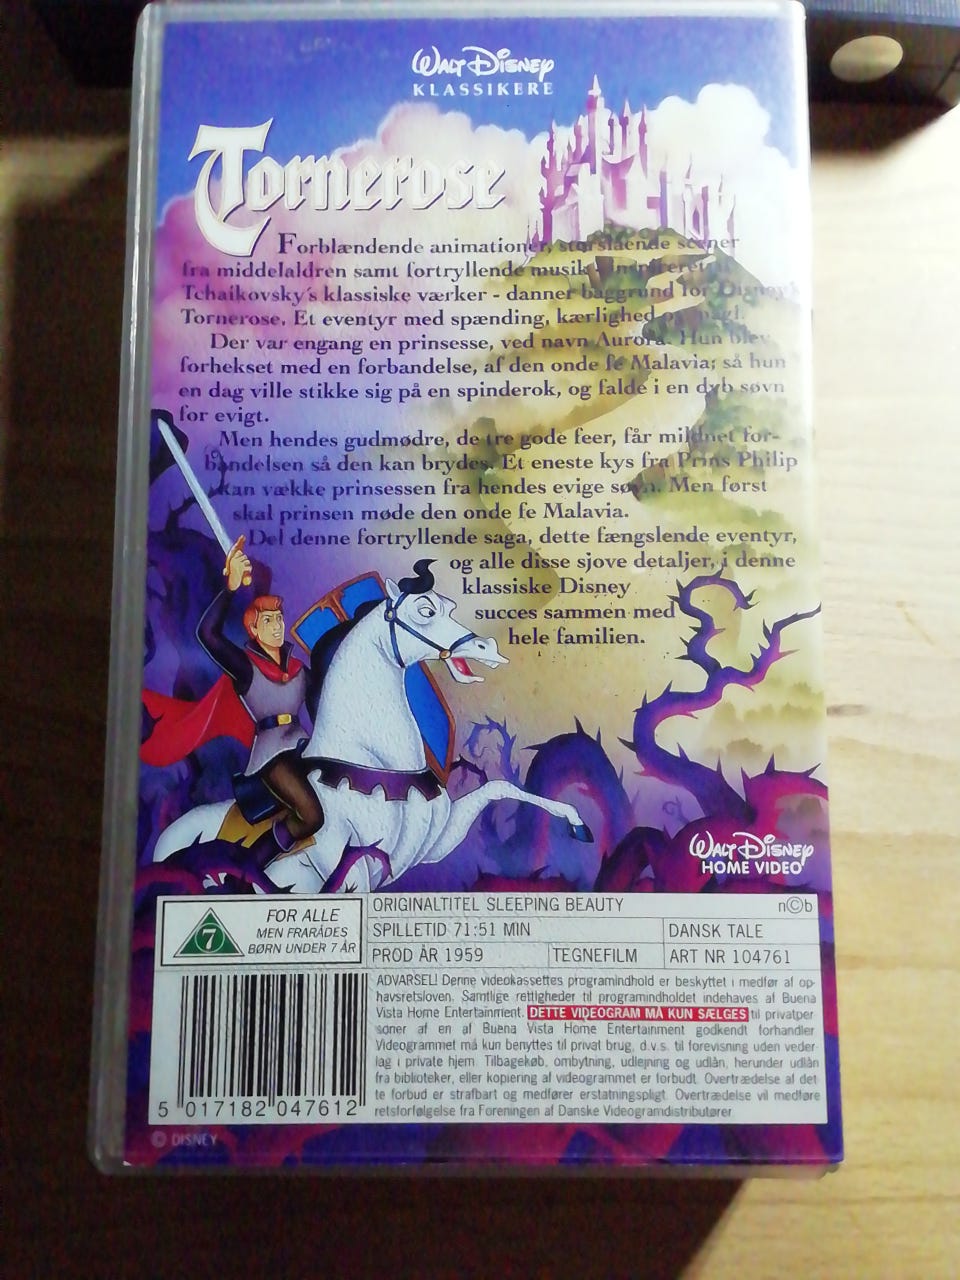 Walt Disney
KLASSIKERE
Tornerose
Forblændende animationer, storslående scener
fra middelaldren samt fortryllende musik - inspireret af
Tchaikovsky's klassiske værker - danner baggrund for Disney's
Tornerose. Et eventyr med spænding, kærlighed og magi.
Der var engang en prinsesse, ved navn Aurora. Hun blev
forhekset med en forbandelse, af den onde fe Malavia; så hun
en dag ville stikke sig på en spinderok, og falde i en dyb søvn
for evigt.
Men hendes gudmødre, de tre gode feer, får mildnet for-
bandelsen så den kan brydes. Et eneste kys fra Prins Philip
kan vække prinsessen fra hendes evige søvn. Men først
skal prinsen møde den onde fe Malavia.
Del denne fortryllende saga, dette fængslende eventyr,
og alle disse sjove detaljer, i denne
klassiske Disney
succes sammen med
hele familien.
Walt Disney
HOME VIDEO
7
FOR ALLE
MEN FRARÅDES
BØRN UNDER 7 ÅR
ORIGINALTITEL SLEEPING BEAUTY n©b
SPILLETID 71:51 MIN DANSK TALE
PROD ÅR 1959 TEGNEFILM ART NR 104761
ADVARSEL! Denne videokassettes programindhold er beskyttet i medfør af op-
havsretsloven. Samtlige rettigheder til programindholdet indehaves af Buena
Vista Home Entertainment. DETTE VIDEOGRAM MÅ KUN SÆLGES til privatper
soner af en af Buena Vista Home Entertainment godkendt forhandler
Videogrammet må kun benyttes til privat brug, d.v.s. til forevisning uden veder-
lag i private hjem. Tilbagekøb, ombytning, udlejning og udlån, herunder udlån
fra biblioteker, eller kopiering af videogrammet er forbudt. Overtrædelse af det
te forbud er strafbart og medfører erstatningspligt. Overtrædelse vil medføre
retsforfølgelse fra Foreningen af Danske Videogramdistributører
5 017182 047612
© DISNEY